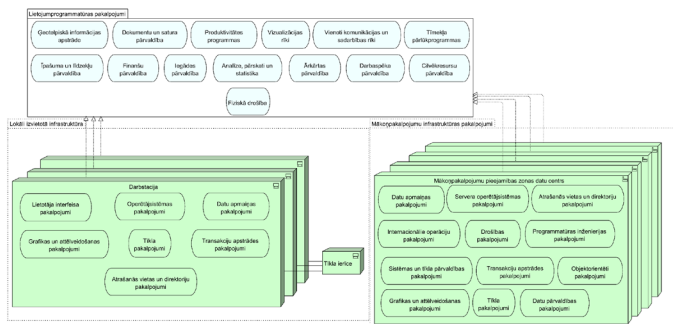 Lietojumprogrammatūras pakalpojumi
Ģeotelpiskā informācijas
apstrāde
Dokumentu un satura
pārvaldība
Produktivitātes
programmas
Vizualizācijas
rīki
Vienoti komunikācijas un
sadarbības rīki
Tīmekļa
pārlūkprogrammas
Īpašuma un līdzekļu
pārvaldība
Finanšu
pārvaldība
Iegādes
pārvaldība
Analīze, pārskati un
statistika
Ārkārtas
pārvaldība
Darbaspēka
pārvaldība
Cilvēkresursu
pārvaldība
Fiziskā drošība
Lokāli izvietotā infrastruktūra
Mākoņpakalpojumu infrastruktūras pakalpojumi
Darbstacija
Lietotāja interfeisa
pakalpojumi
Operētājsistēmas
pakalpojumi
Datu apmaiņas
pakalpojumi
Grafikas un attēlveidošanas
pakalpojumi
Tīkla
pakalpojumi
Transakciju apstrādes
pakalpojumi
Atrašanās vietas un direktoriju
pakalpojumi
Tīkla ierīce
Mākoņpakalpojumu pieejamības zonas datu centrs
Datu apmaiņas
pakalpojumi
Servera operētājsistēmas
pakalpojumi
Atrašanās vietas un direktoriju
pakalpojumi
Internacionālie operāciju
pakalpojumi
Drošības
pakalpojumi
Programmatūras inženierijas
pakalpojumi
Sistēmas un tīkla pārvaldības
pakalpojumi
Transakciju apstrādes
pakalpojumi
Objektorientēti
pakalpojumi
Grafikas un attēlveidošanas
pakalpojumi
Tīkla
pakalpojumi
Datu pārvaldības
pakalpojumi